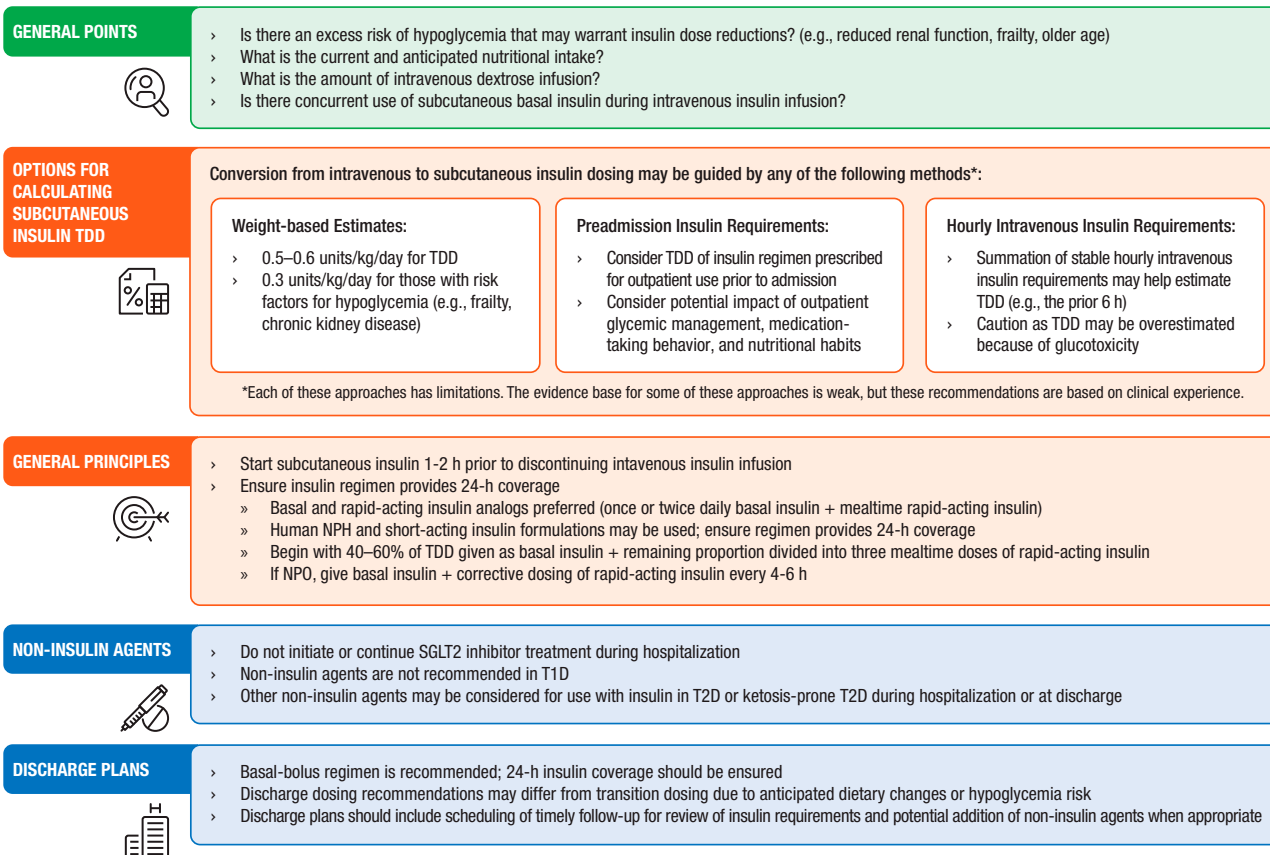 GENERAL POINTS
› Is there an excess risk of hypoglycemia that may warrant insulin dose reductions? (e.g., reduced renal function, frailty, older age)
› What is the current and anticipated nutritional intake?
› What is the amount of intravenous dextrose infusion?
› Is there concurrent use of subcutaneous basal insulin during intravenous insulin infusion?
OPTIONS FOR
CALCULATING
SUBCUTANEOUS
INSULIN TDD
Conversion from intravenous to subcutaneous insulin dosing may be guided by any of the following methods*:
Weight-based Estimates:
› 0.5–0.6 units/kg/day for TDD
› 0.3 units/kg/day for those with risk
factors for hypoglycemia (e.g., frailty,
chronic kidney disease)
Preadmission Insulin Requirements:
› Consider TDD of insulin regimen prescribed
for outpatient use prior to admission
› Consider potential impact of outpatient
glycemic management, medication-
taking behavior, and nutritional habits
Hourly Intravenous Insulin Requirements:
› Summation of stable hourly intravenous
insulin requirements may help estimate
TDD (e.g., the prior 6 h)
› Caution as TDD may be overestimated
because of glucotoxicity
*Each of these approaches has limitations. The evidence base for some of these approaches is weak, but these recommendations are based on clinical experience.
GENERAL PRINCIPLES
› Start subcutaneous insulin 1-2 h prior to discontinuing intavenous insulin infusion
› Ensure insulin regimen provides 24-h coverage
» Basal and rapid-acting insulin analogs preferred (once or twice daily basal insulin + mealtime rapid-acting insulin)
» Human NPH and short-acting insulin formulations may be used; ensure regimen provides 24-h coverage
» Begin with 40–60% of TDD given as basal insulin + remaining proportion divided into three mealtime doses of rapid-acting insulin
» If NPO, give basal insulin + corrective dosing of rapid-acting insulin every 4-6 h
NON-INSULIN AGENTS
› Do not initiate or continue SGLT2 inhibitor treatment during hospitalization
› Non-insulin agents are not recommended in T1D
› Other non-insulin agents may be considered for use with insulin in T2D or ketosis-prone T2D during hospitalization or at discharge
DISCHARGE PLANS
› Basal-bolus regimen is recommended; 24-h insulin coverage should be ensured
› Discharge dosing recommendations may differ from transition dosing due to anticipated dietary changes or hypoglycemia risk
› Discharge plans should include scheduling of timely follow-up for review of insulin requirements and potential addition of non-insulin agents when appropriate
H